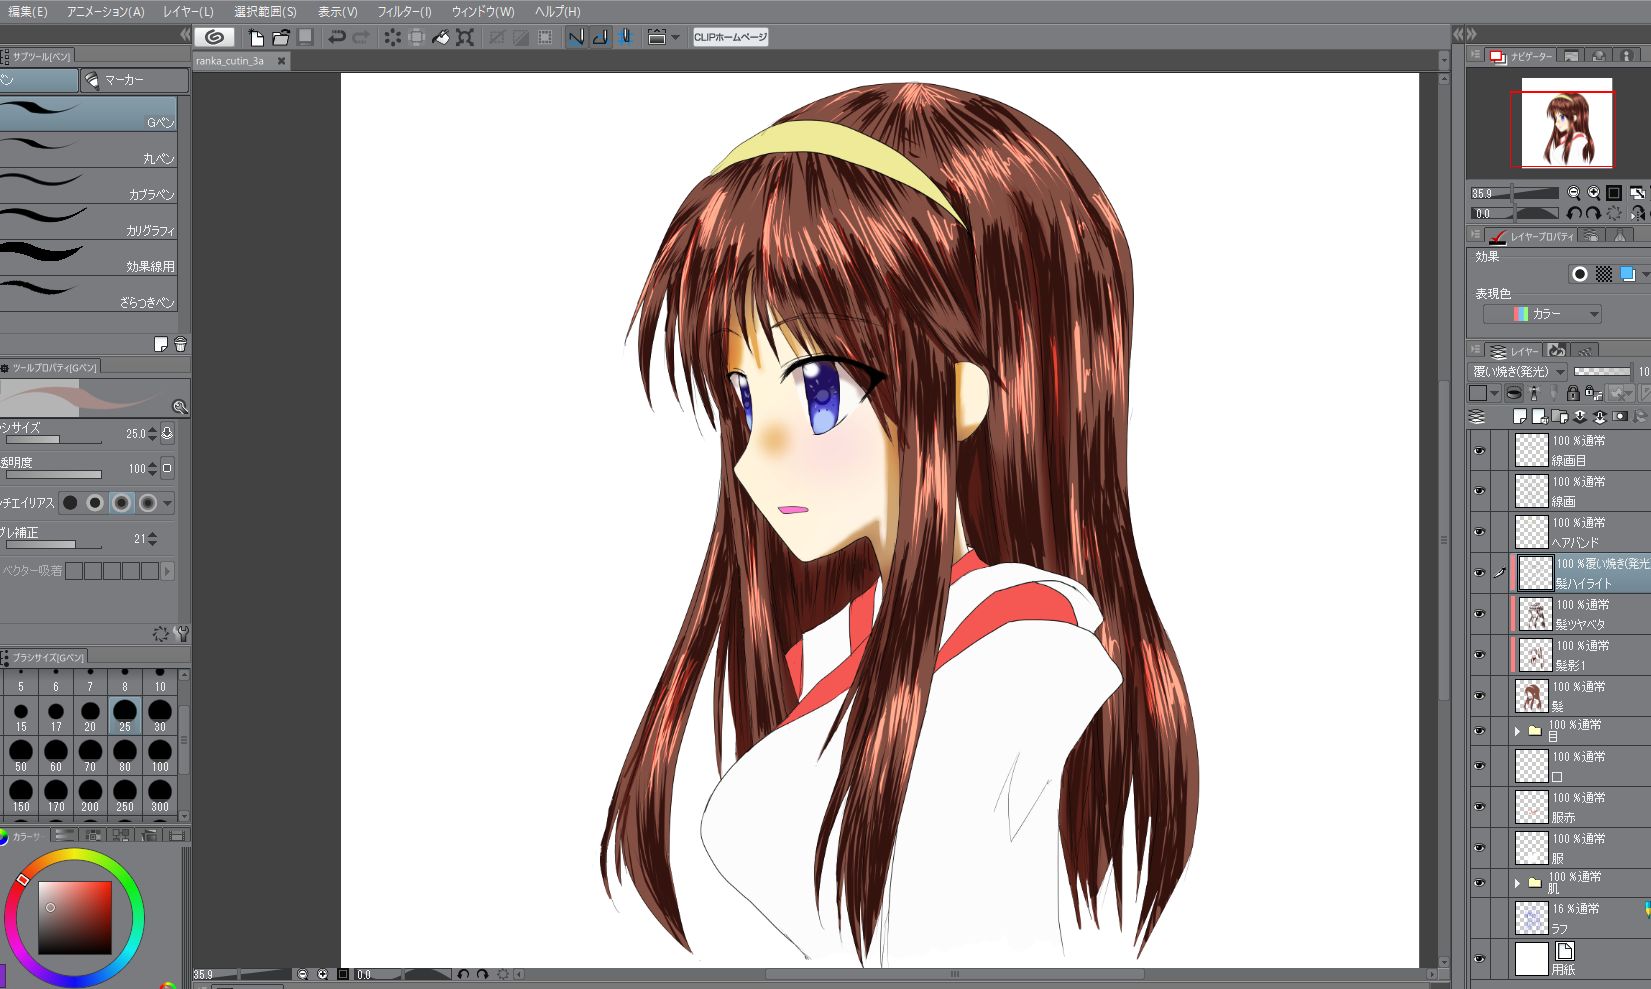 編集(E) アニメーション(A) レイヤー(L) 選択範囲(S) 表示(V) フィルター(I) ウィンドウ(W) ヘルプ(H)
CLIPホームページ
サブツール[ペン]
ranka_cutin_3a
ペン マーカー
Gペン
丸ペン
カブラペン
カリグラフィ
効果線用
ざらつきペン
ツールプロパティ[Gペン]
シサイズ 25.0
透明度 100
チエイリアス
ブレ補正 21
ベクター吸着
ブラシサイズ[Gペン]
5 6 7 8 10
15 17 20 25 30
50 60 70 80 100
150 170 200 250 300
カラーサー
35.9 0.0
ナビゲーター
35.9
0.0
レイヤープロパティ
効果
表現色
カラー
レイヤー
覆い焼き(発光) 10
100 %通常
線画目
100 %通常
線画
100 %通常
ヘアバンド
100 %覆い焼き(発光
髪ハイライト
100 %通常
髪ツヤベタ
100 %通常
髪影1
100 %通常
髪
100 %通常
目
100 %通常
口
100 %通常
服赤
100 %通常
服
100 %通常
肌
16 %通常
ラフ
用紙